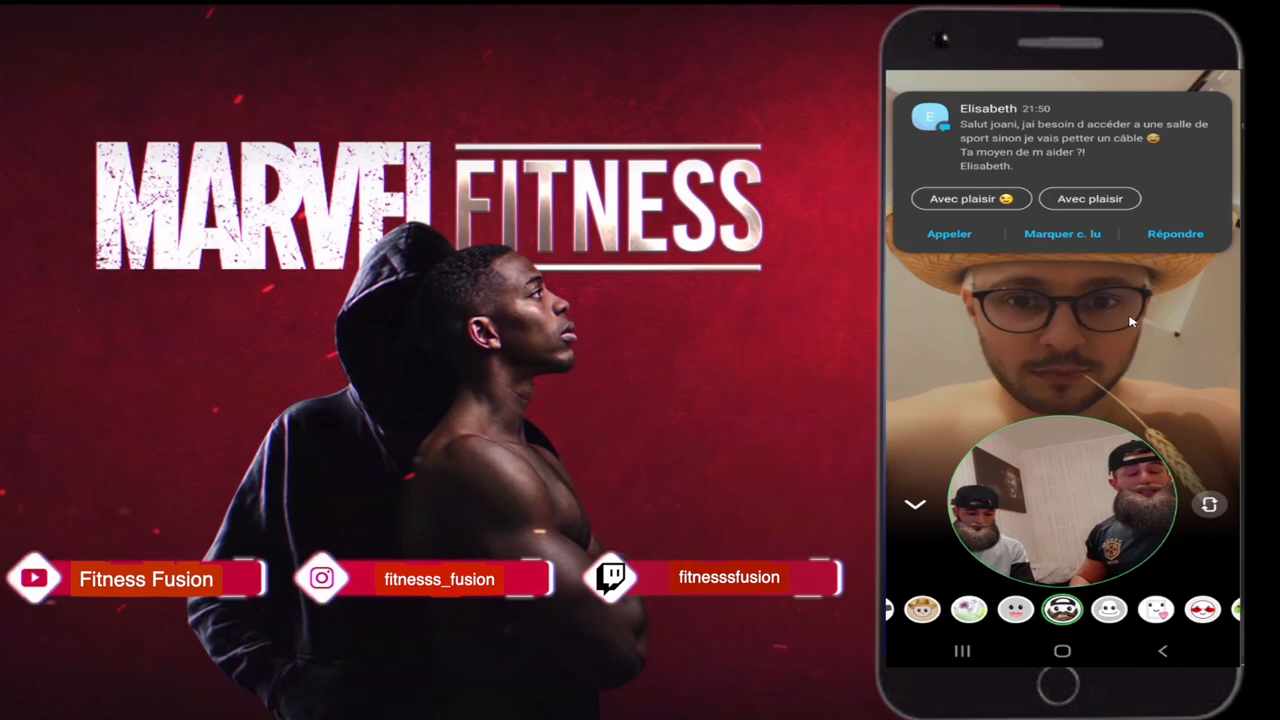 MARVEL FITNESS
Elisabeth 21:50
E
Salut joani, jai besoin d accéder a une salle de
sport sinon je vais petter un câble 😅
Ta moyen de m aider ?!
Elisabeth.
Avec plaisir 😉 Avec plaisir
Appeler Marquer c. lu Répondre
Fitness Fusion fitnesss_fusion fitnesssfusion